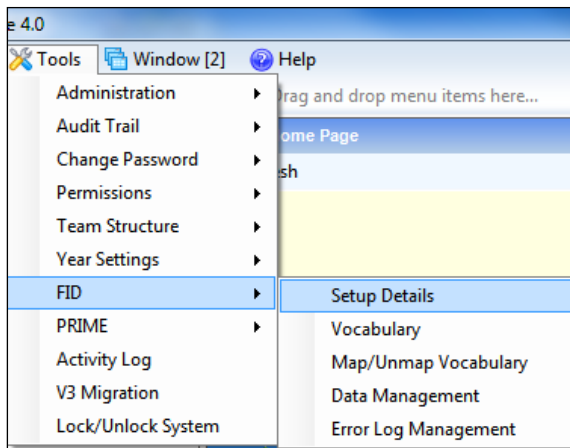 e 4.0
Tools Window [2] Help
Administration rag and drop menu items here...
Audit Trail ome Page
Change Password esh
Permissions
Team Structure
Year Settings
FID Setup Details
PRIME Vocabulary
Activity Log Map/Unmap Vocabulary
V3 Migration Data Management
Lock/Unlock System Error Log Management